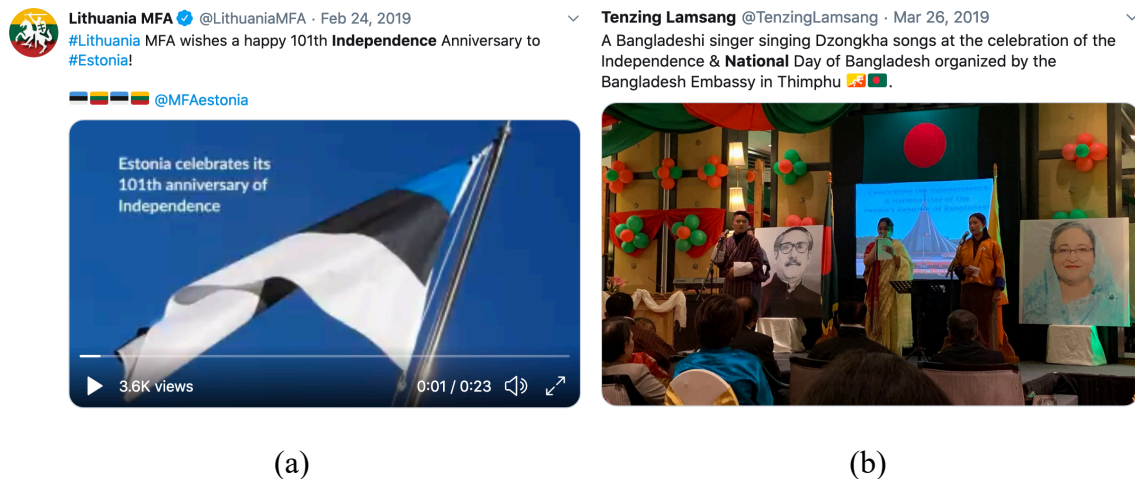 Lithuania MFA @LithuaniaMFA · Feb 24, 2019
#Lithuania MFA wishes a happy 101th Independence Anniversary to
#Estonia!
@MFAestonia
Estonia celebrates its
101th anniversary of
Independence
3.6K views
0:01 / 0:23
(a)
Tenzing Lamsang @TenzingLamsang · Mar 26, 2019
A Bangladeshi singer singing Dzongkha songs at the celebration of the
Independence & National Day of Bangladesh organized by the
Bangladesh Embassy in Thimphu 🇧🇹🇧🇩.
(b)